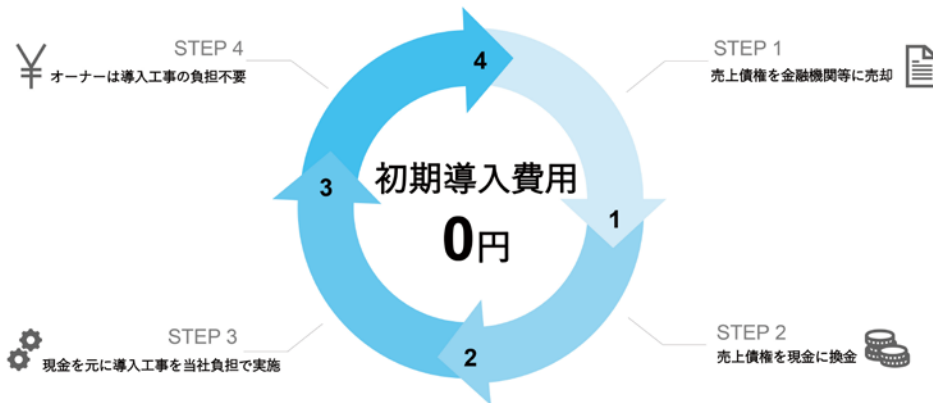 STEP 1
売上債権を金融機関等に売却
STEP 2
売上債権を現金に換金
STEP 3
現金を元に導入工事を当社負担で実施
STEP 4
オーナーは導入工事の負担不要
初期導入費用
0円
1
2
3
4